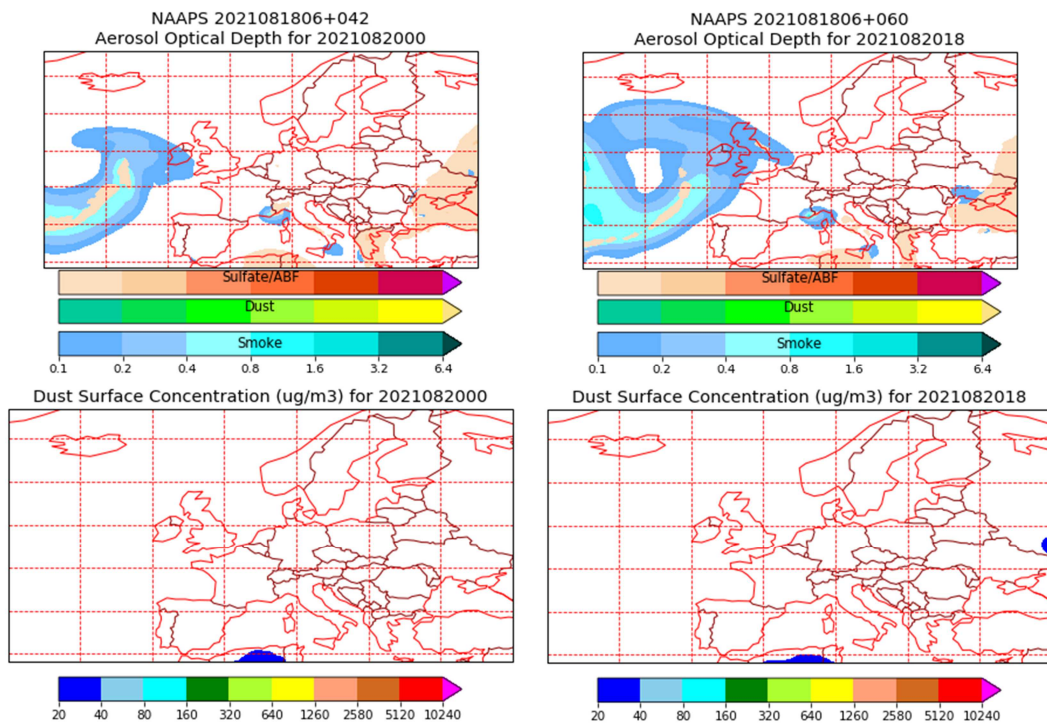 NAAPS 2021081806+042
Aerosol Optical Depth for 2021082000
Sulfate/ABF
Dust
Smoke
0.1 0.2 0.4 0.8 1.6 3.2 6.4
NAAPS 2021081806+060
Aerosol Optical Depth for 2021082018
Sulfate/ABF
Dust
Smoke
0.1 0.2 0.4 0.8 1.6 3.2 6.4
Dust Surface Concentration (ug/m3) for 2021082000
20 40 80 160 320 640 1260 2580 5120 10240
Dust Surface Concentration (ug/m3) for 2021082018
20 40 80 160 320 640 1260 2580 5120 10240